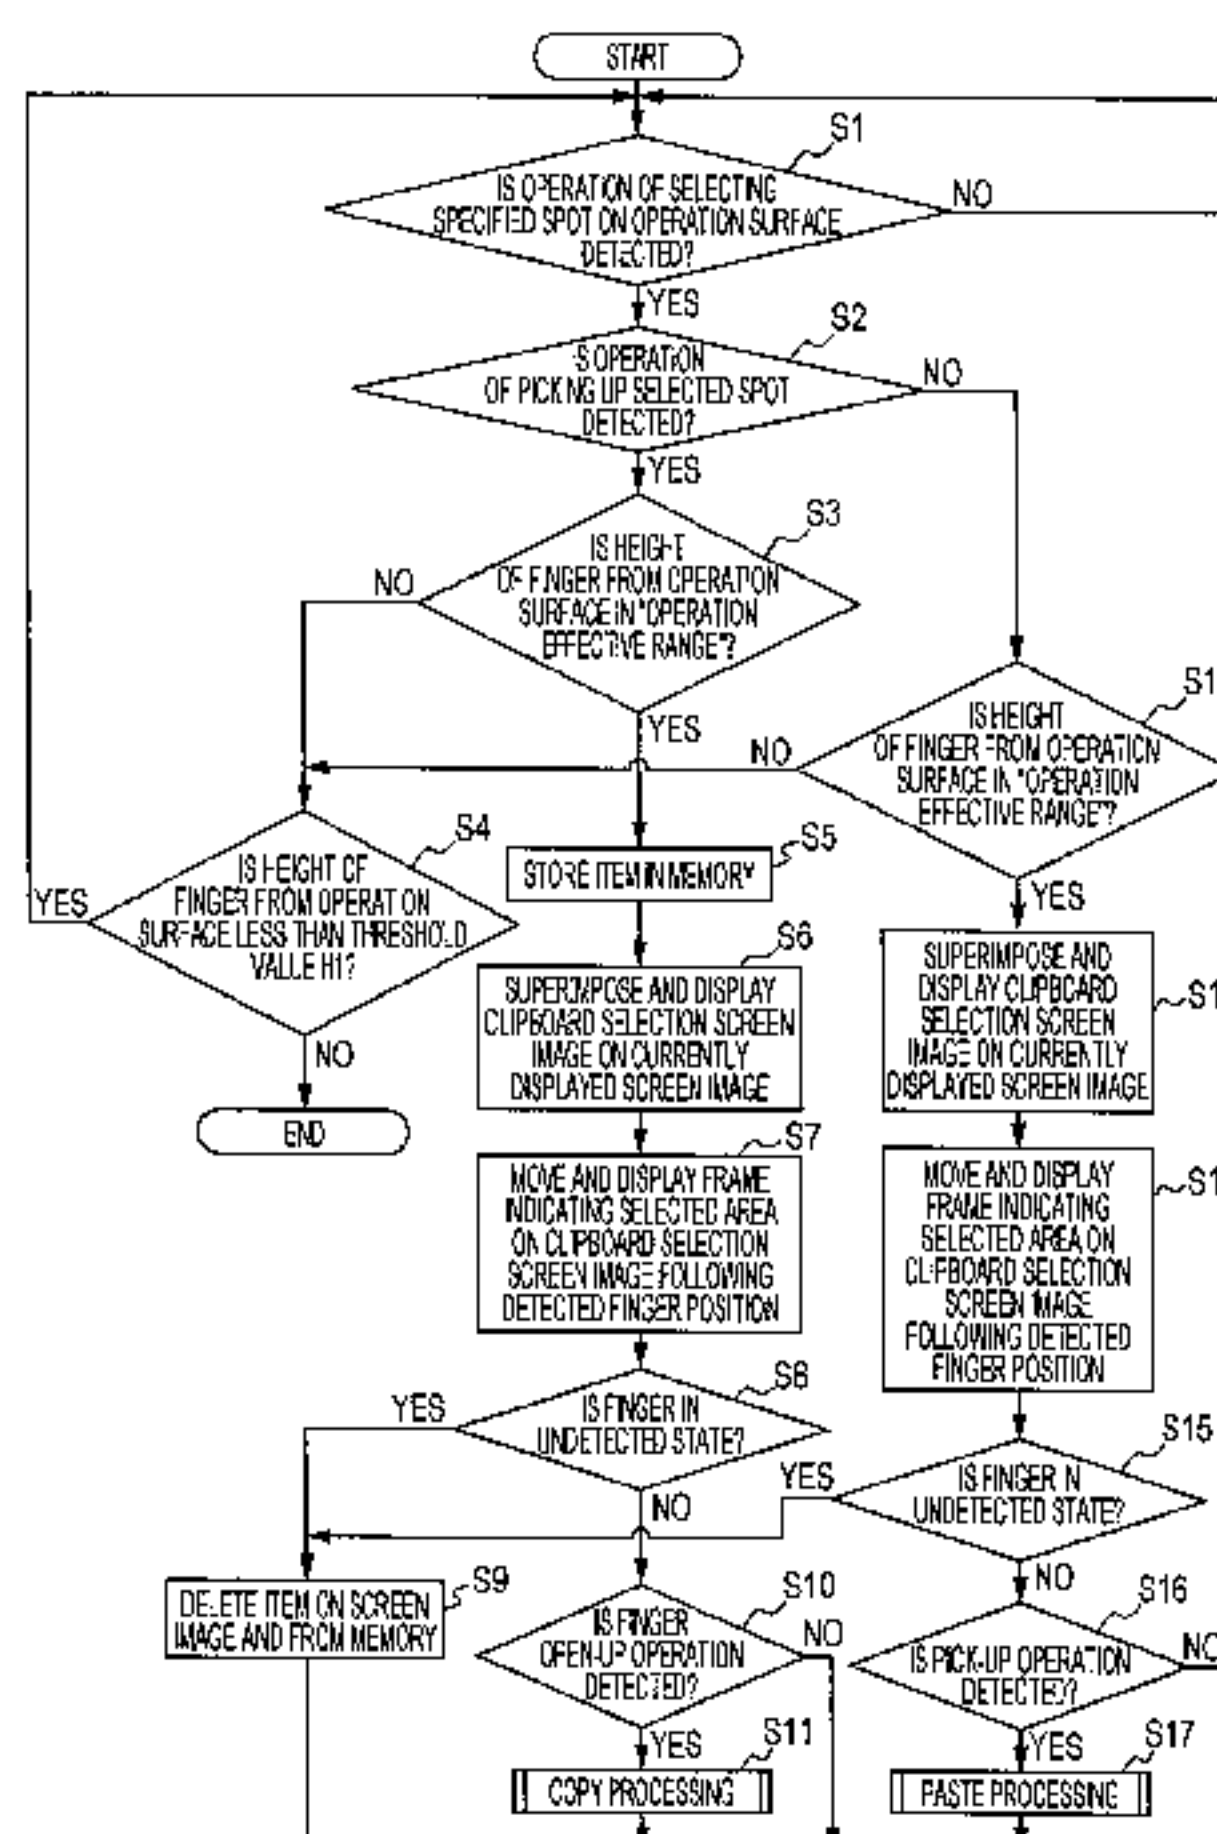 START
S1
IS OPERATION OF SELECTING
SPECIFIED SPOT ON OPERATION SURFACE
DETECTED?
NO
YES
S2
IS OPERATION
OF PICKING UP SELECTED SPOT
DETECTED?
NO
YES
S3
IS HEIGHT
OF FINGER FROM OPERATION
SURFACE IN "OPERATION
EFFECTIVE RANGE"?
NO
YES
S1
IS HEIGHT
OF FINGER FROM OPERATION
SURFACE IN "OPERATION
EFFECTIVE RANGE"?
NO
YES
S4
IS HEIGHT OF
FINGER FROM OPERATION
SURFACE LESS THAN THRESHOLD
VALUE H1?
YES
NO
END
S5
STORE ITEM IN MEMORY
S6
SUPERIMPOSE AND DISPLAY
CLIPBOARD SELECTION SCREEN
IMAGE ON CURRENTLY
DISPLAYED SCREEN IMAGE
S1
SUPERIMPOSE AND
DISPLAY CLIPBOARD
SELECTION SCREEN
IMAGE ON CURRENTLY
DISPLAYED SCREEN IMAGE
S7
MOVE AND DISPLAY FRAME
INDICATING SELECTED AREA
ON CLIPBOARD SELECTION
SCREEN IMAGE FOLLOWING
DETECTED FINGER POSITION
S1
MOVE AND DISPLAY
FRAME INDICATING
SELECTED AREA ON
CLIPBOARD SELECTION
SCREEN IMAGE
FOLLOWING DETECTED
FINGER POSITION
S8
IS FINGER IN
UNDETECTED STATE?
YES
NO
S15
IS FINGER IN
UNDETECTED STATE?
YES
NO
S9
DELETE ITEM ON SCREEN
IMAGE AND FROM MEMORY
S10
IS FINGER
OPEN-UP OPERATION
DETECTED?
NO
YES
S16
IS PICK-UP OPERATION
DETECTED?
NO
YES
S11
COPY PROCESSING
S17
PASTE PROCESSING